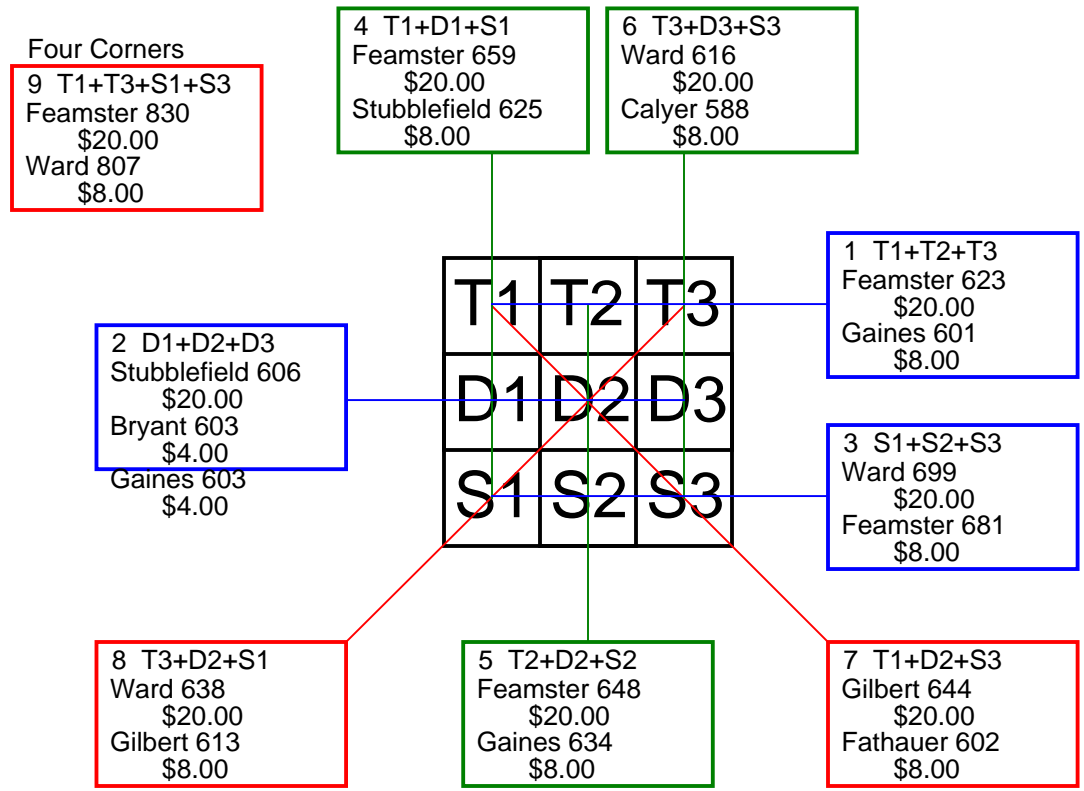 Four Corners
9 T1+T3+S1+S3
Feamster 830
$20.00
Ward 807
$8.00
4 T1+D1+S1
Feamster 659
$20.00
Stubblefield 625
$8.00
6 T3+D3+S3
Ward 616
$20.00
Calyer 588
$8.00
1 T1+T2+T3
Feamster 623
$20.00
Gaines 601
$8.00
2 D1+D2+D3
Stubblefield 606
$20.00
Bryant 603
$4.00
Gaines 603
$4.00
T1 T2 T3
D1 D2 D3
S1 S2 S3
3 S1+S2+S3
Ward 699
$20.00
Feamster 681
$8.00
8 T3+D2+S1
Ward 638
$20.00
Gilbert 613
$8.00
5 T2+D2+S2
Feamster 648
$20.00
Gaines 634
$8.00
7 T1+D2+S3
Gilbert 644
$20.00
Fathauer 602
$8.00